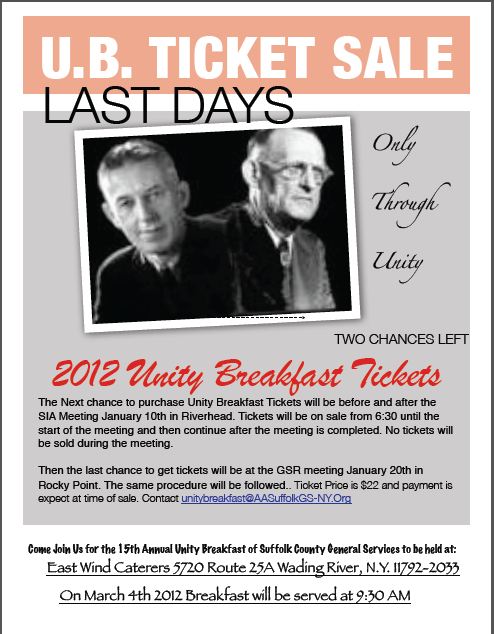 U.B. TICKET SALE
LAST DAYS
Only
Through
Unity
TWO CHANCES LEFT
2012 Unity Breakfast Tickets
The Next chance to purchase Unity Breakfast Tickets will be before and after the
SIA Meeting January 10th in Riverhead. Tickets will be on sale from 6:30 until the
start of the meeting and then continue after the meeting is completed. No tickets will
be sold during the meeting.
Then the last chance to get tickets will be at the GSR meeting January 20th in
Rocky Point. The same procedure will be followed.. Ticket Price is $22 and payment is
expect at time of sale. Contact unitybreakfast@AASuffolkGS-NY.Org
Come Join Us for the 15th Annual Unity Breakfast of Suffolk County General Services to be held at:
East Wind Caterers 5720 Route 25A Wading River, N.Y. 11792-2033
On March 4th 2012 Breakfast will be served at 9:30 AM